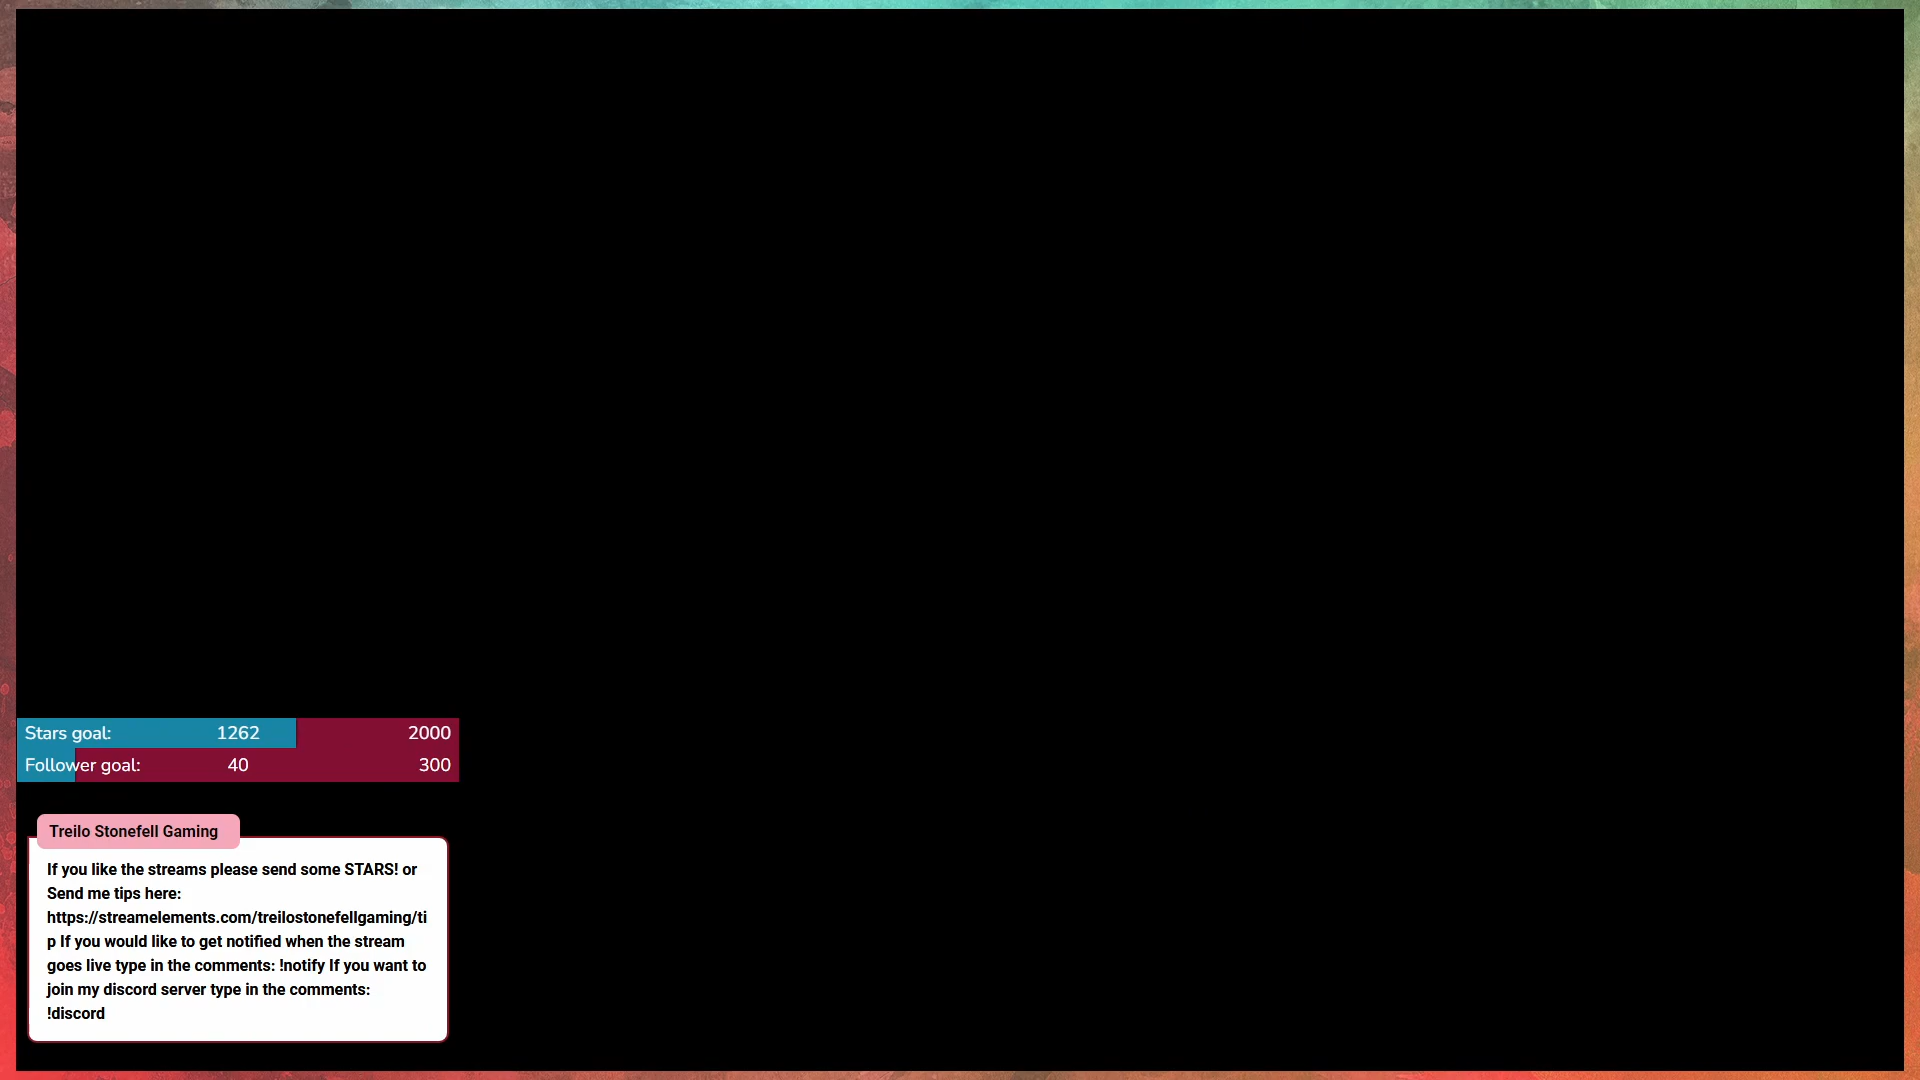 Stars goal: 1262 2000
Follower goal: 40 300
Treilo Stonefell Gaming
If you like the streams please send some STARS! or
Send me tips here:
https://streamelements.com/treilostonefellgaming/ti
p If you would like to get notified when the stream
goes live type in the comments: !notify If you want to
join my discord server type in the comments:
!discord